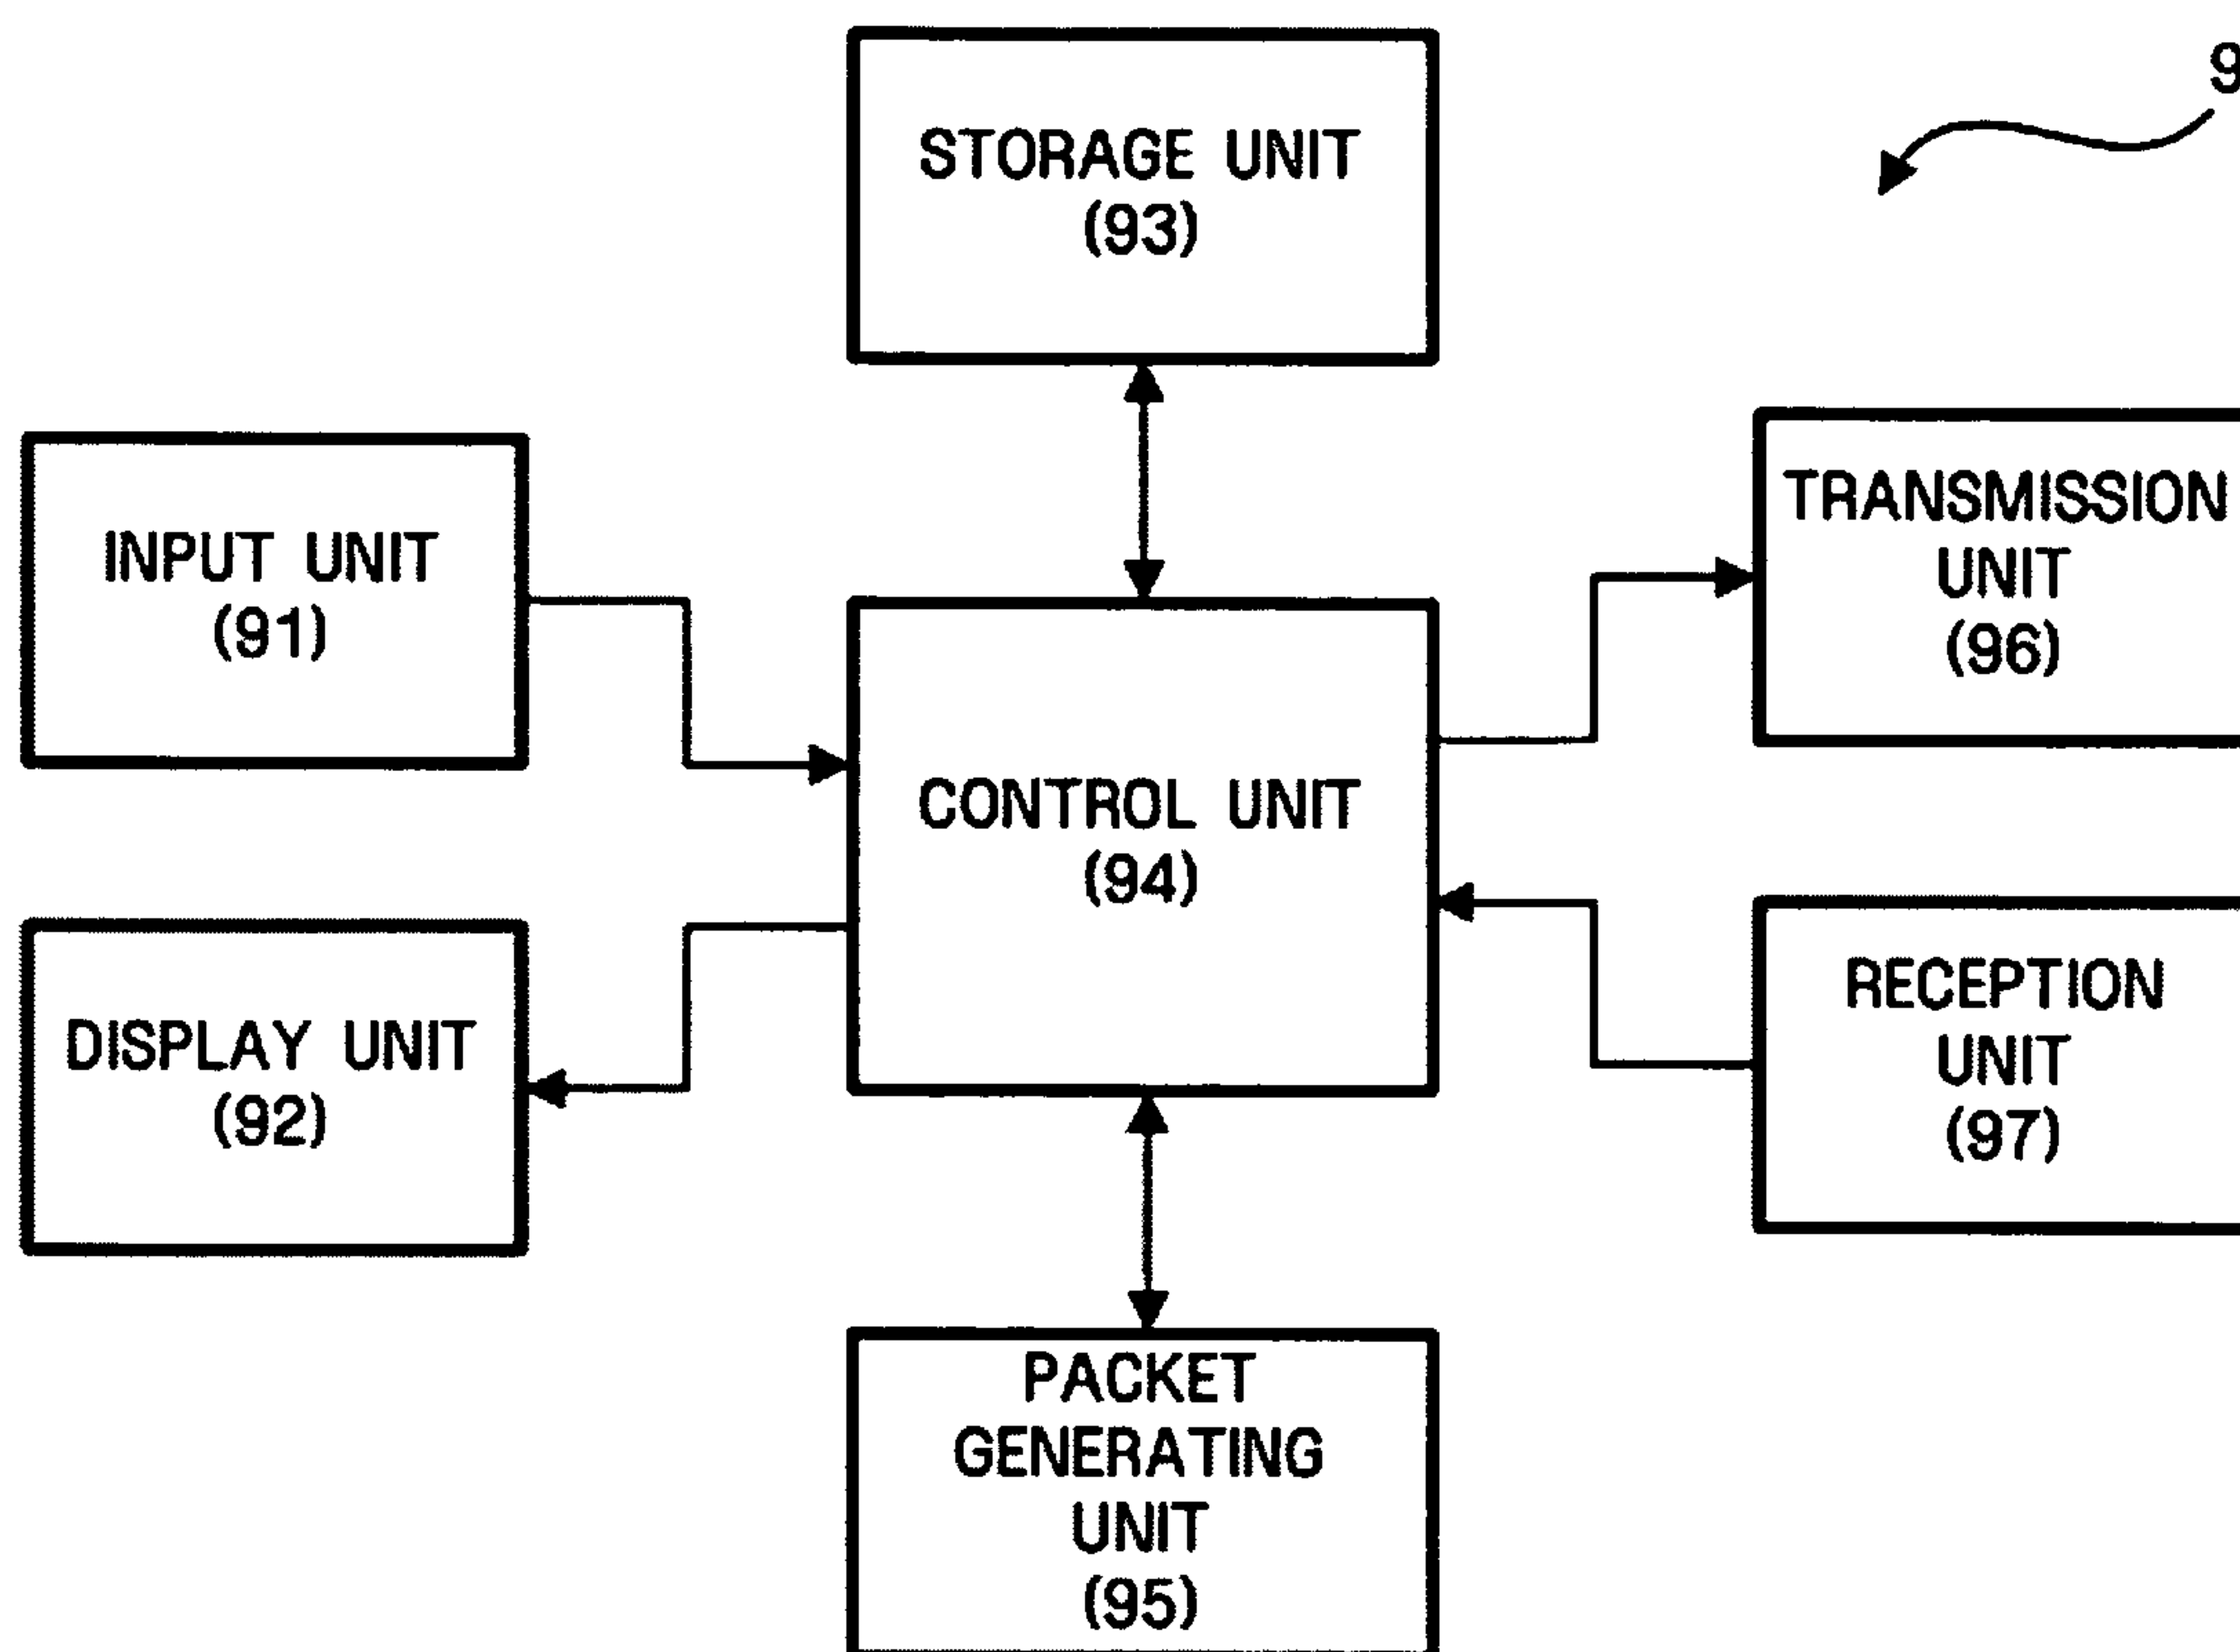 STORAGE UNIT
(93)
9
INPUT UNIT
(91)
TRANSMISSION
UNIT
(96)
CONTROL UNIT
(94)
DISPLAY UNIT
(92)
RECEPTION
UNIT
(97)
PACKET
GENERATING
UNIT
(95)